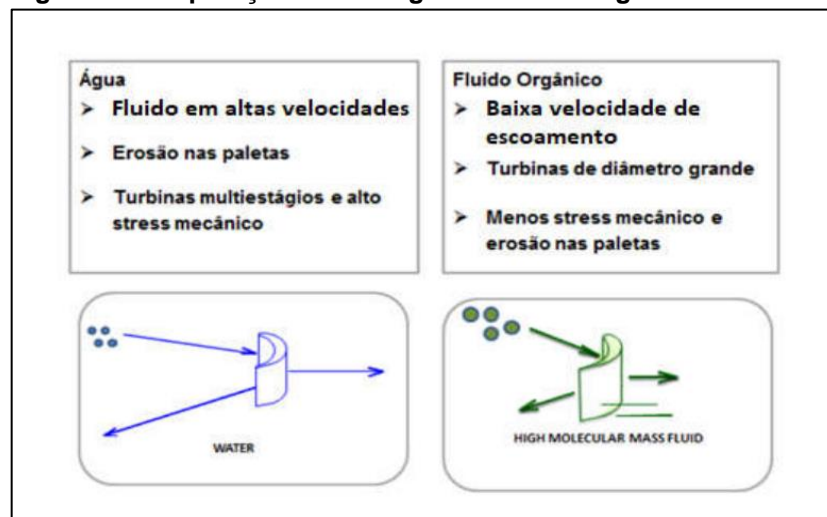 Água
➤ Fluido em altas velocidades
➤ Erosão nas paletas
➤ Turbinas multiestágios e alto
stress mecânico
Fluido Orgânico
➤ Baixa velocidade de
escoamento
➤ Turbinas de diâmetro grande
➤ Menos stress mecânico e
erosão nas paletas
WATER
HIGH MOLECULAR MASS FLUID